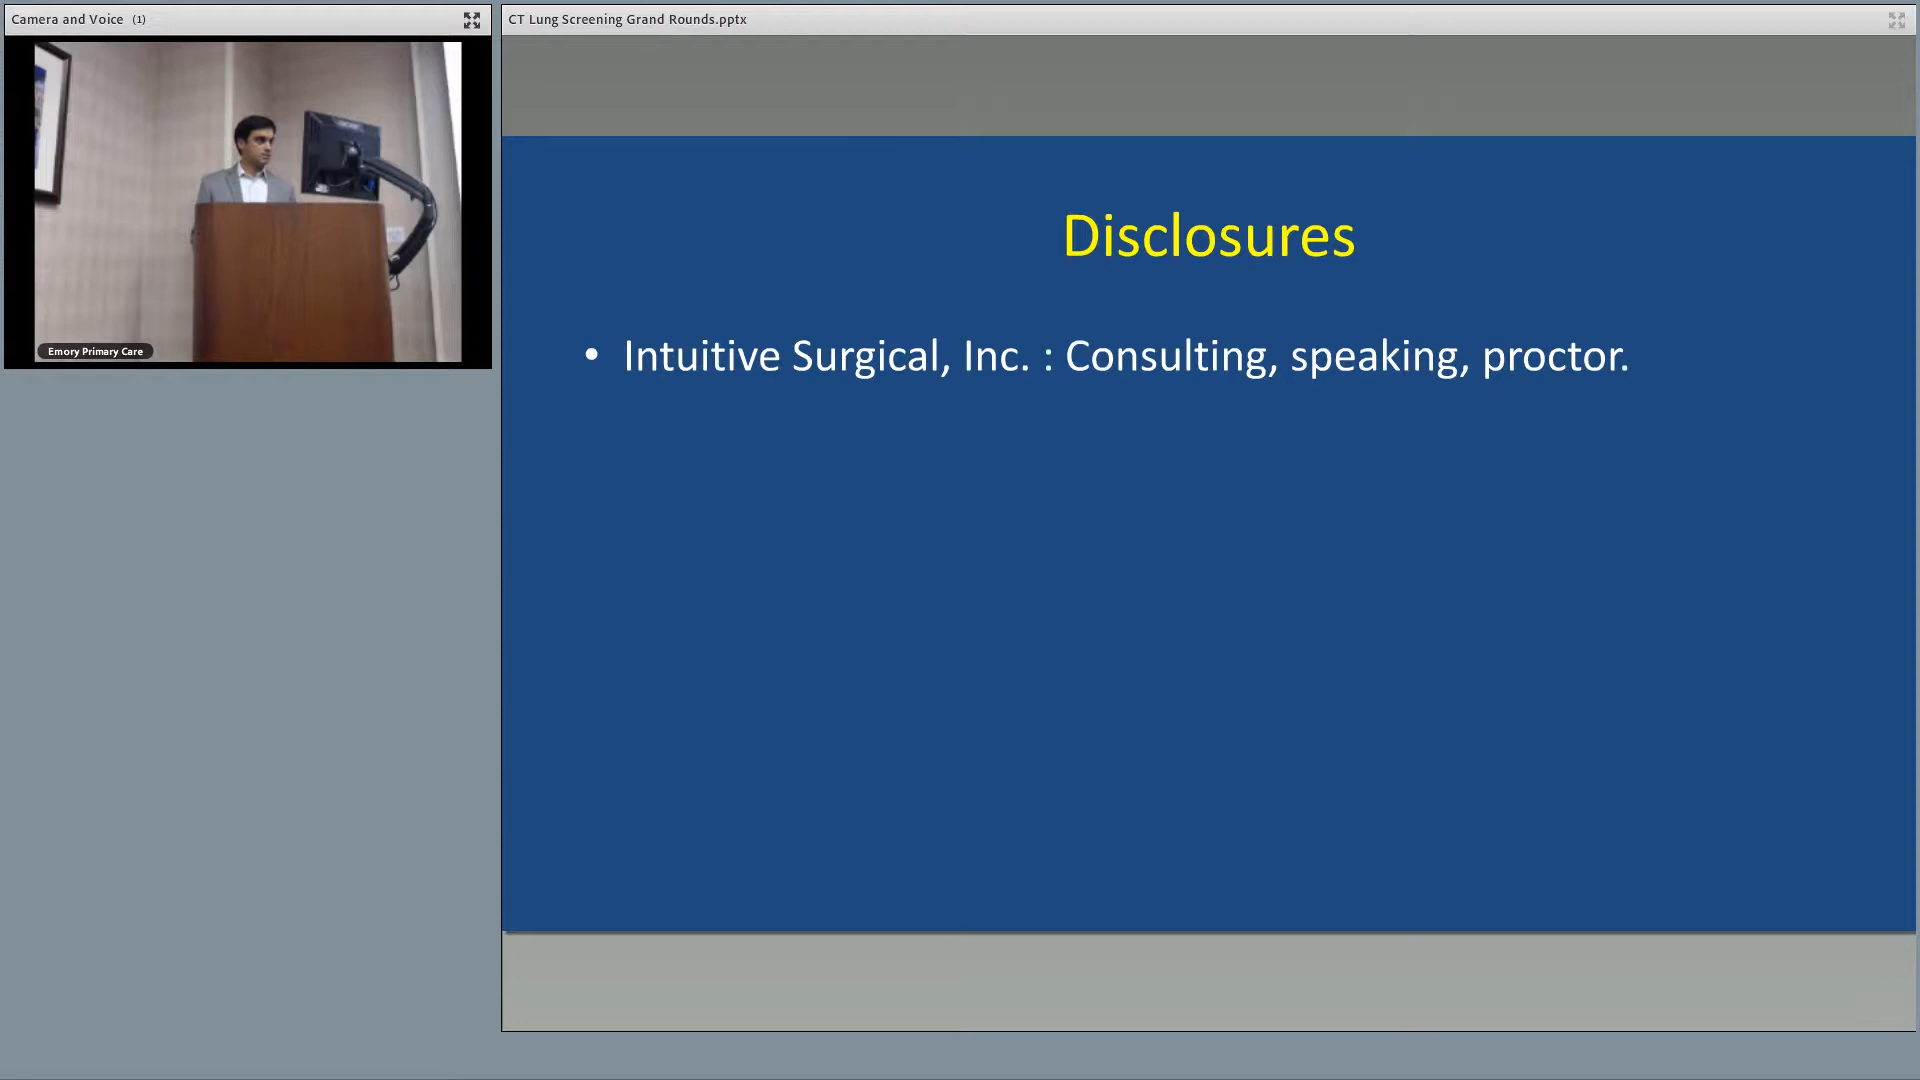 Camera and Voice (1)
CT Lung Screening Grand Rounds.pptx
Emory Primary Care
Disclosures
• Intuitive Surgical, Inc. : Consulting, speaking, proctor.